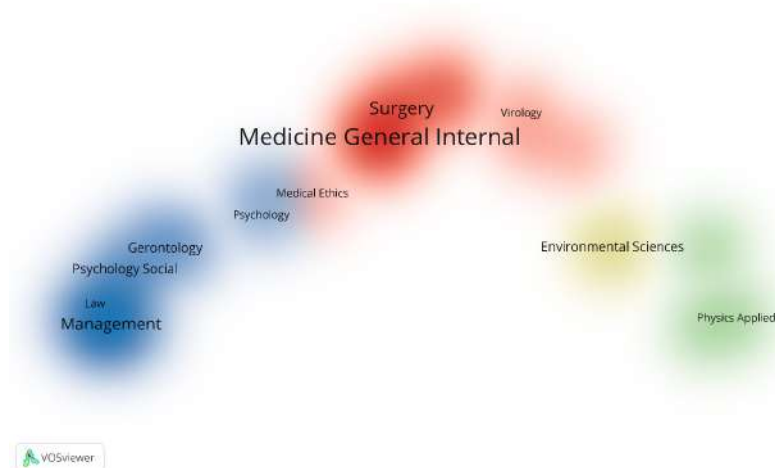 Surgery
Virology
Medicine General Internal
Medical Ethics
Psychology
Gerontology
Environmental Sciences
Psychology Social
Law
Management
Physics Applied
VOSviewer